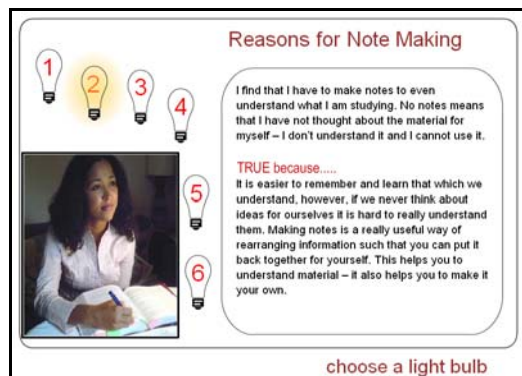 Reasons for Note Making
1
2
3
4
5
6
I find that I have to make notes to even
understand what I am studying. No notes means
that I have not thought about the material for
myself – I don't understand it and I cannot use it.
TRUE because.....
It is easier to remember and learn that which we
understand, however, if we never think about
ideas for ourselves it is hard to really understand
them. Making notes is a really useful way of
rearranging information such that you can put it
back together for yourself. This helps you to
understand material – it also helps you to make it
your own.
choose a light bulb